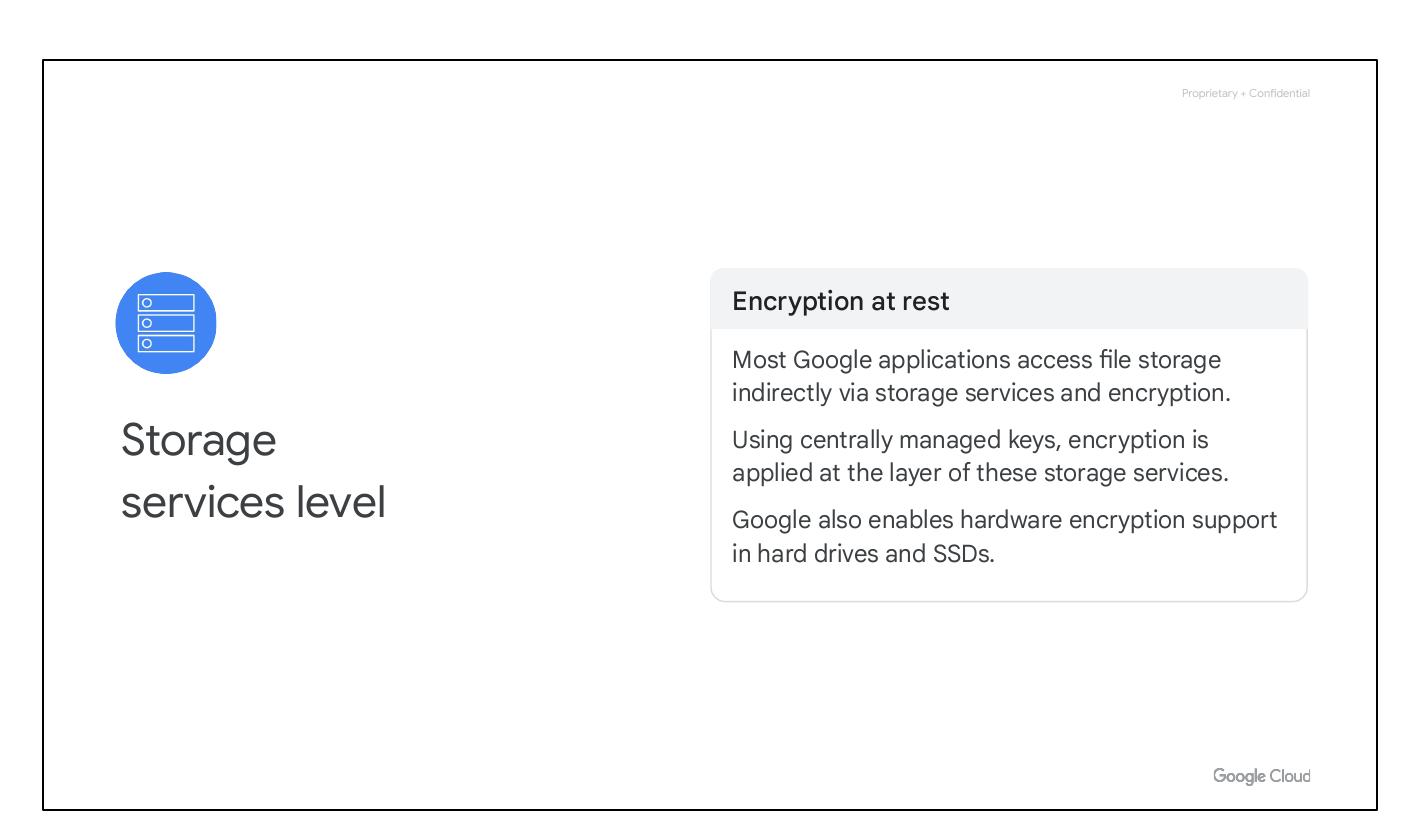 Proprietary + Confidential
Storage
services level
Encryption at rest
Most Google applications access file storage
indirectly via storage services and encryption.
Using centrally managed keys, encryption is
applied at the layer of these storage services.
Google also enables hardware encryption support
in hard drives and SSDs.
Google Cloud